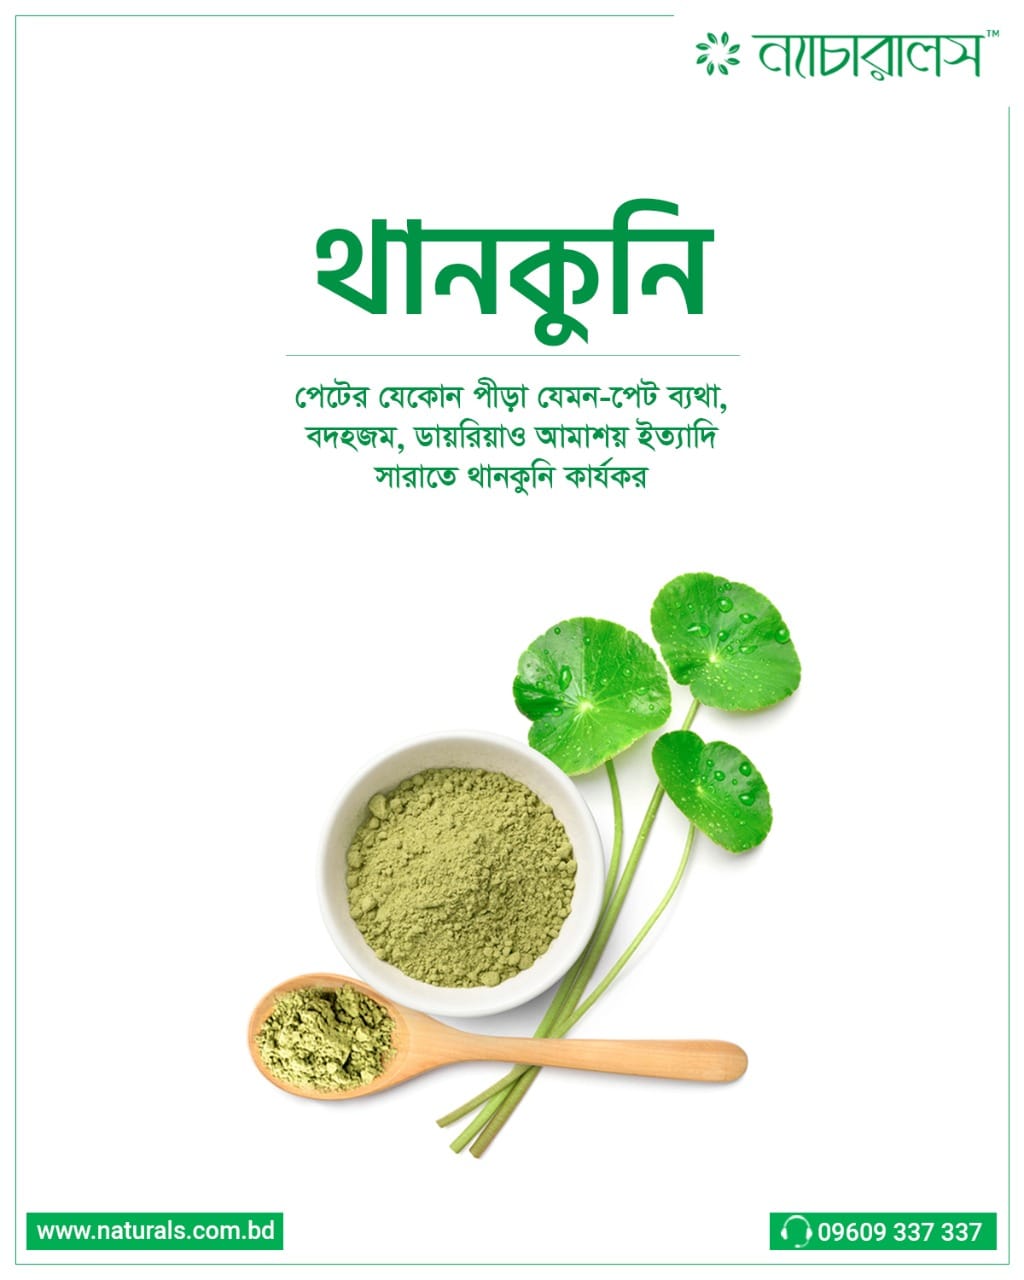 ন্যাচারালস™
থানকুনি
পেটের যেকোন পীড়া যেমন-পেট ব্যথা,
বদহজম, ডায়রিয়াও আমাশয় ইত্যাদি
সারাতে থানকুনি কার্যকর
www.naturals.com.bd
09609 337 337